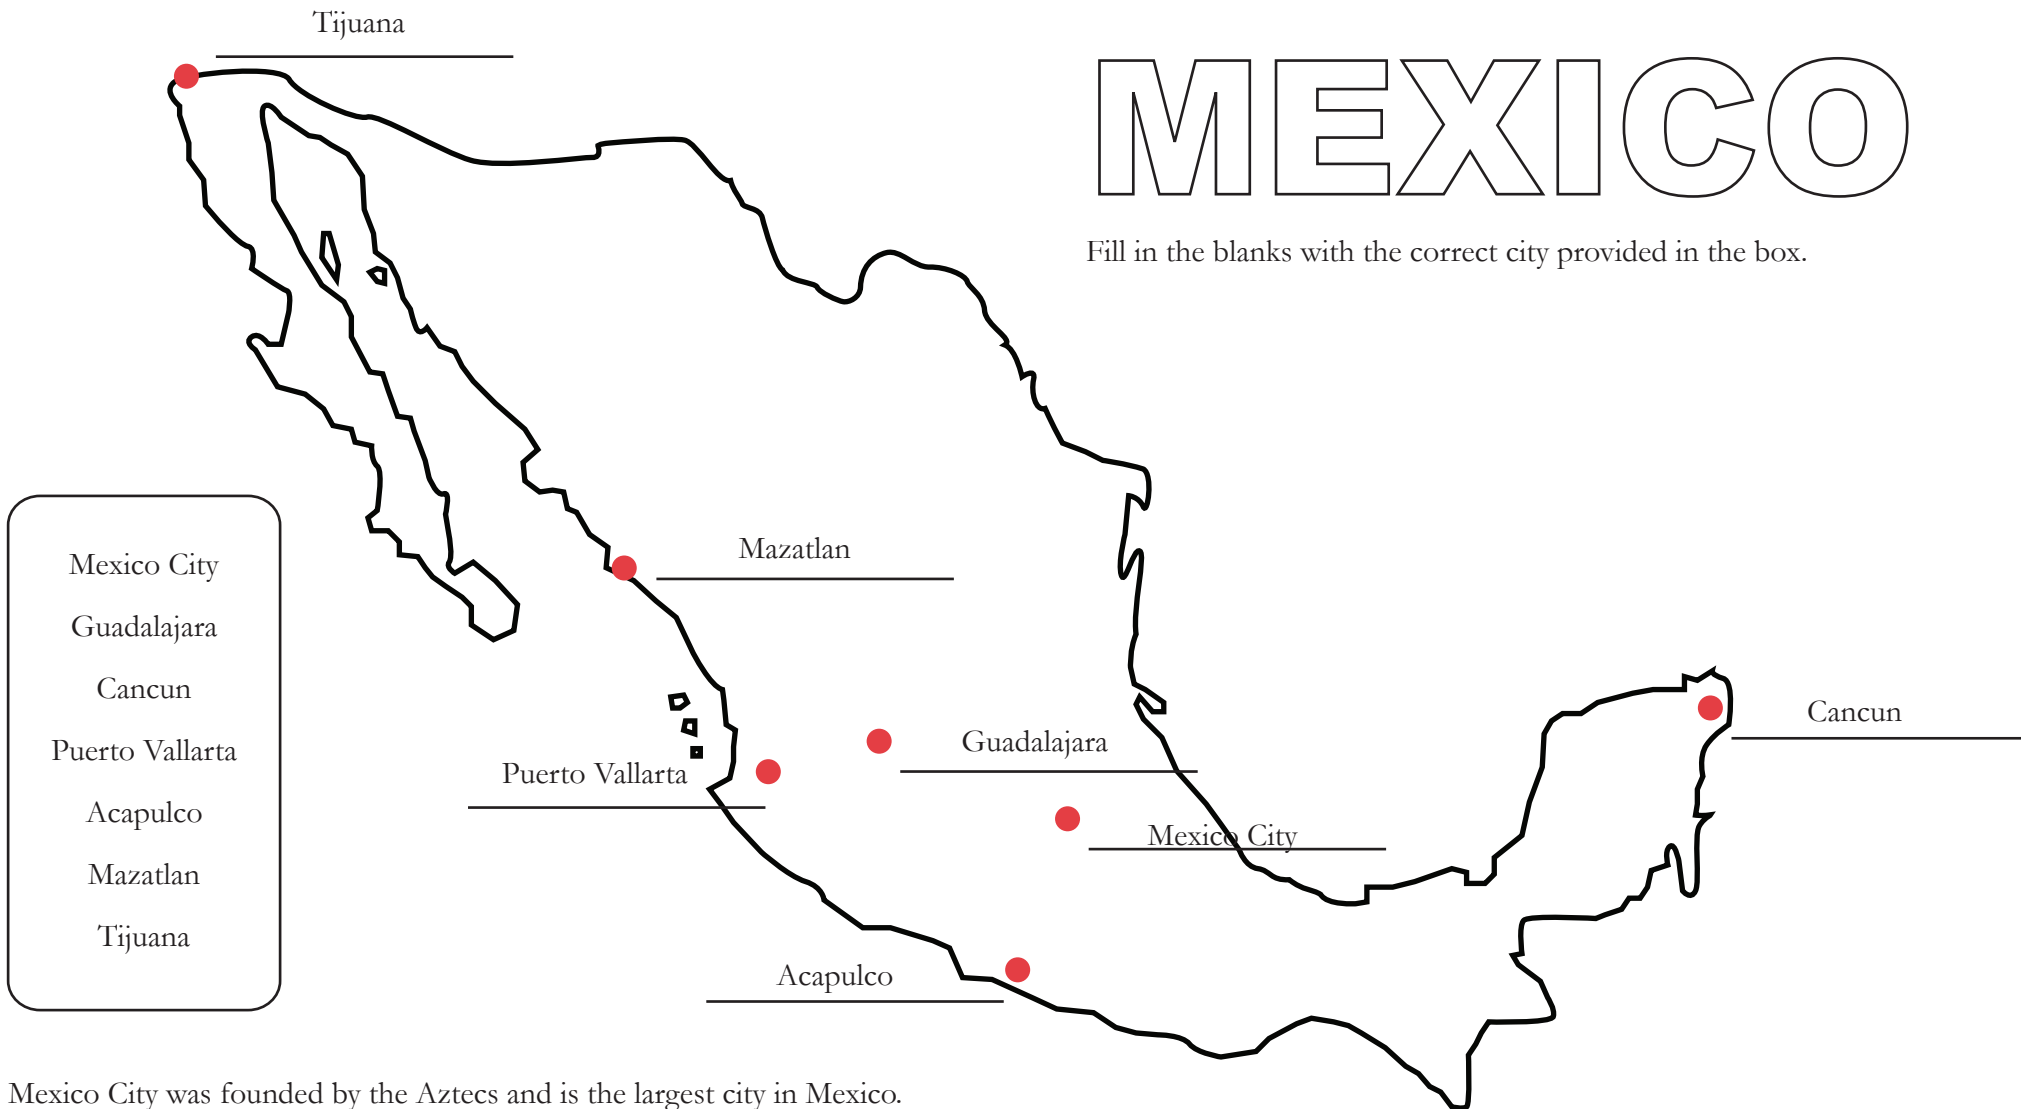 Tijuana
MEXICO
Fill in the blanks with the correct city provided in the box.
Mazatlan
Mexico City
Guadalajara
Cancun
Puerto Vallarta
Acapulco
Mazatlan
Tijuana
Cancun
Guadalajara
Puerto Vallarta
Mexico City
Acapulco
Mexico City was founded by the Aztecs and is the largest city in Mexico.